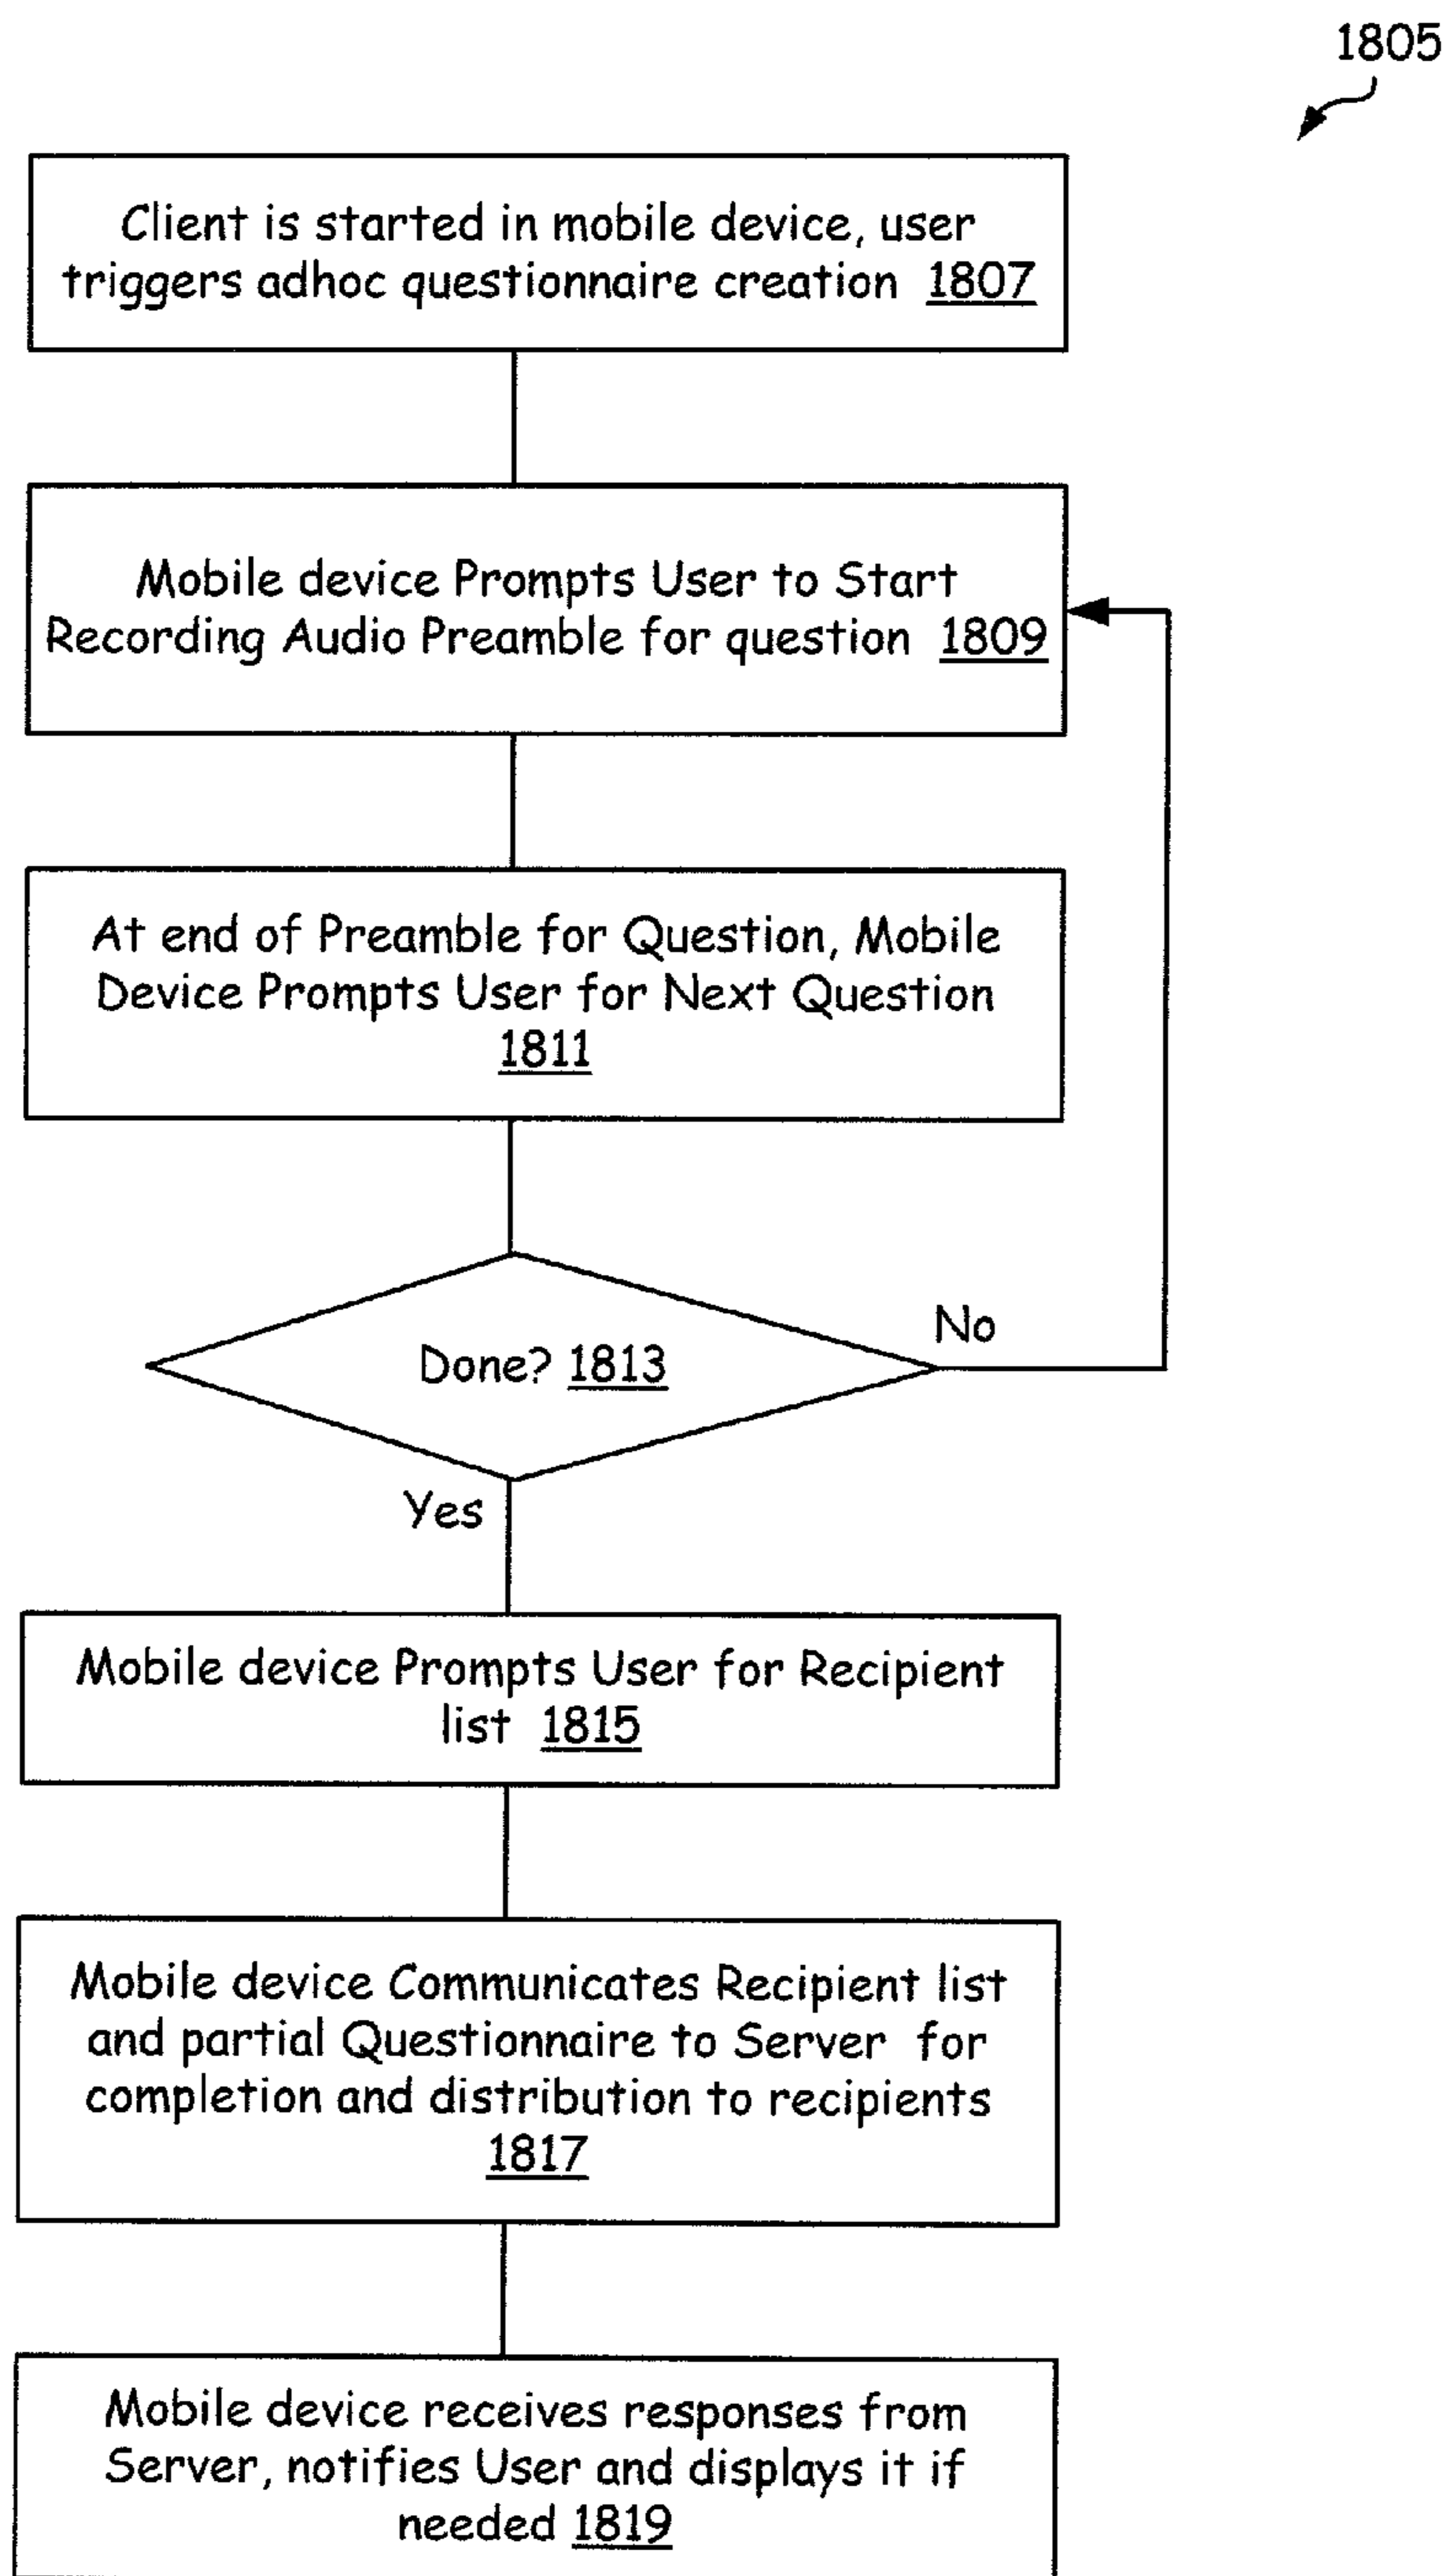 1805
Client is started in mobile device, user
triggers adhoc questionnaire creation 1807
Mobile device Prompts User to Start
Recording Audio Preamble for question 1809
At end of Preamble for Question, Mobile
Device Prompts User for Next Question
1811
Done? 1813
No
Yes
Mobile device Prompts User for Recipient
list 1815
Mobile device Communicates Recipient list
and partial Questionnaire to Server for
completion and distribution to recipients
1817
Mobile device receives responses from
Server, notifies User and displays it if
needed 1819